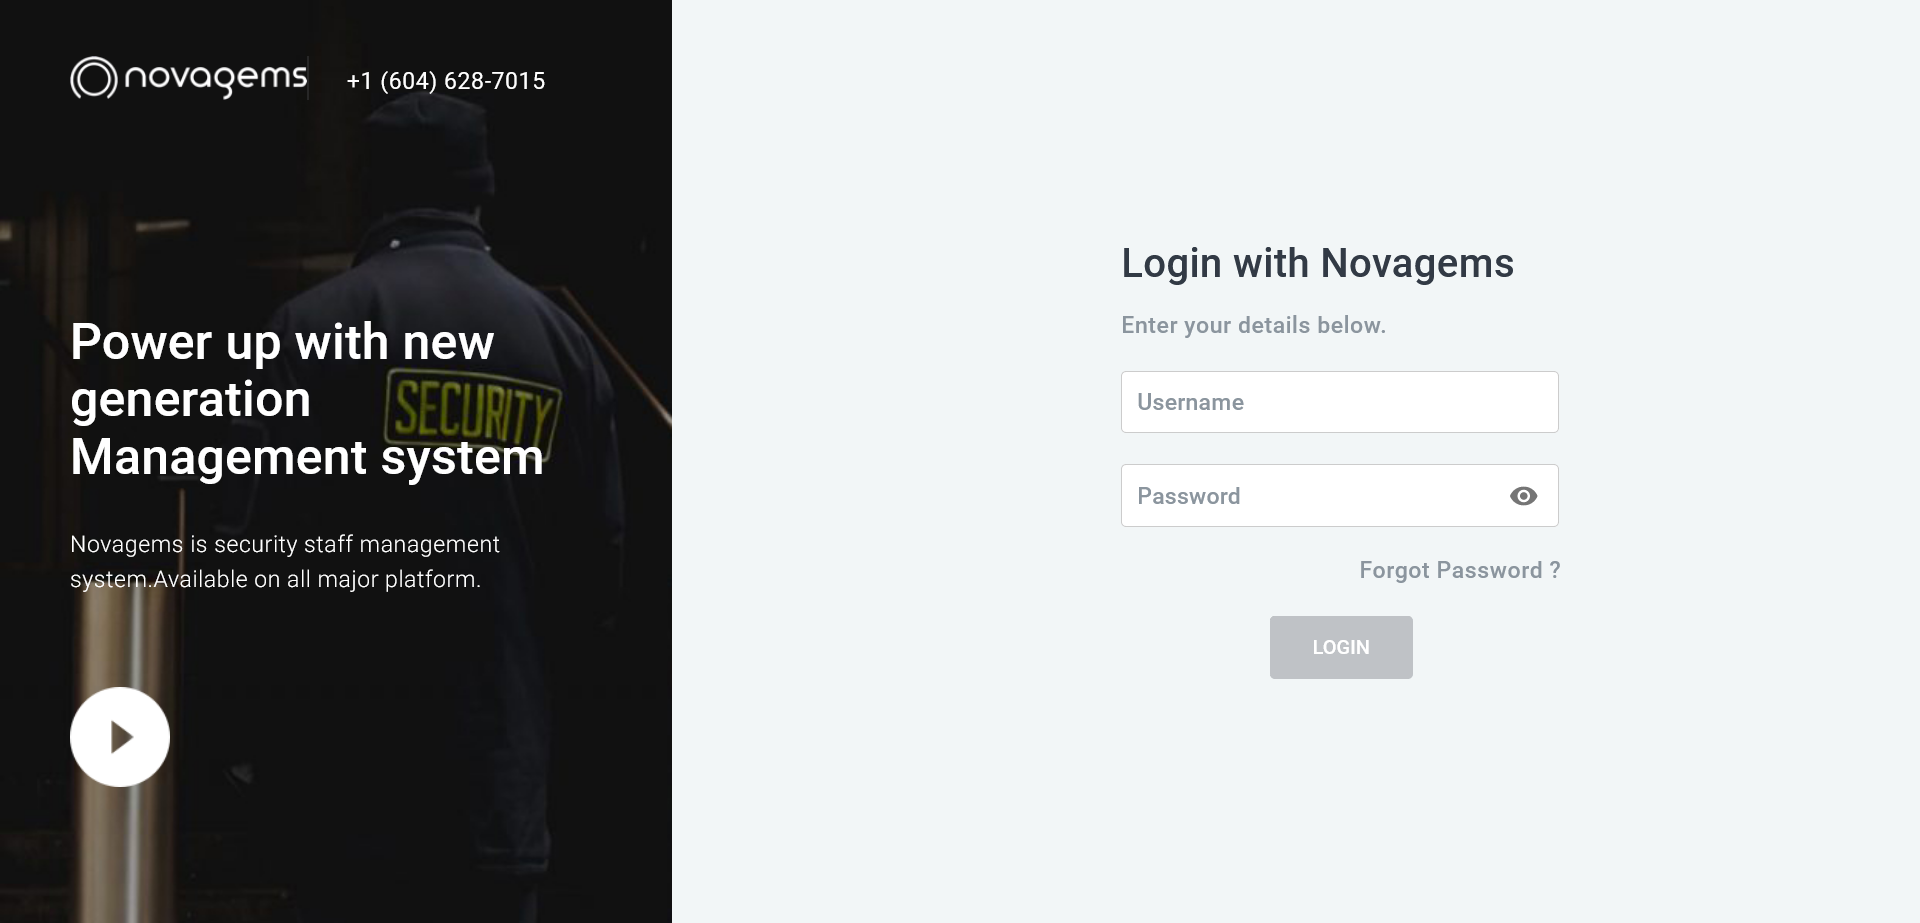 novagems
+1 (604) 628-7015
Power up with new
generation
SECURITY
Management system
Novagems is security staff management
system.Available on all major platform.
Login with Novagems
Enter your details below.
Username
Password
Forgot Password ?
LOGIN